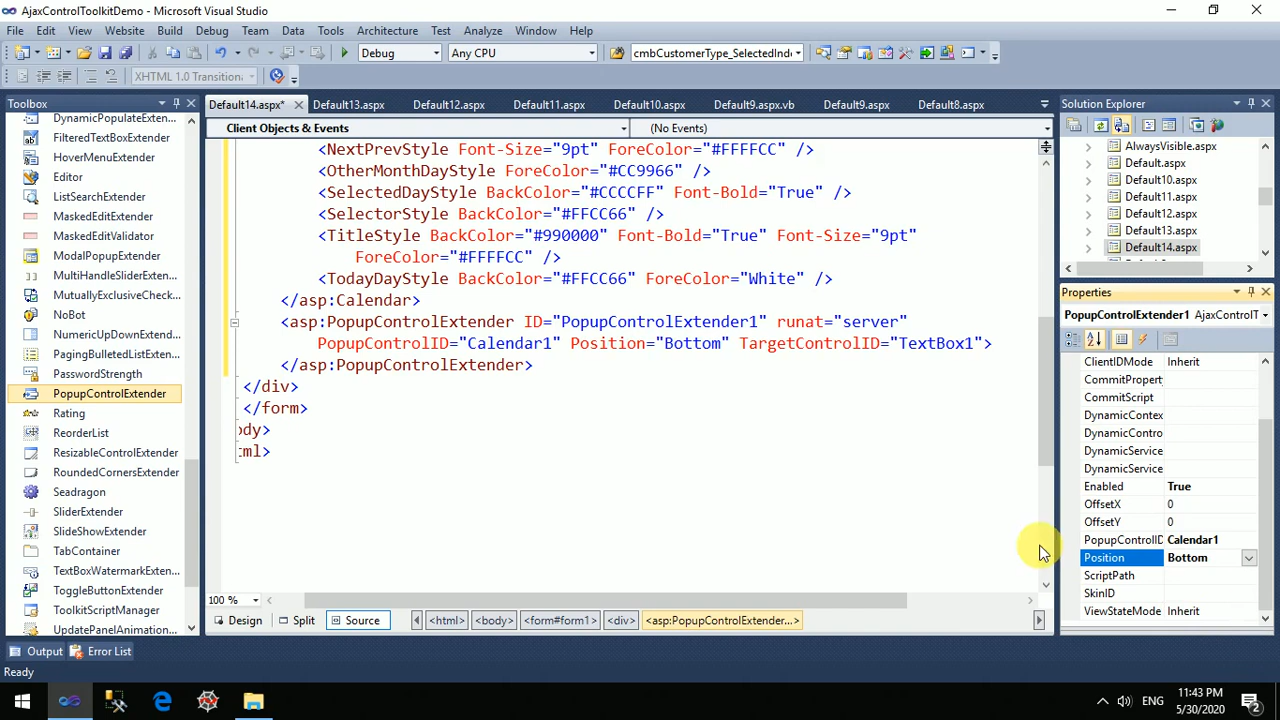 AjaxControlToolkitDemo - Microsoft Visual Studio
File Edit View Website Build Debug Team Data Tools Architecture Test Analyze Window Help
Debug Any CPU cmbCustomerType_SelectedInd
XHTML 1.0 Transition
Toolbox
DynamicPopulateExtender
FilteredTextBoxExtender
HoverMenuExtender
Editor
ListSearchExtender
MaskedEditExtender
MaskedEditValidator
ModalPopupExtender
MultiHandleSliderExten...
MutuallyExclusiveCheck...
NoBot
NumericUpDownExtend...
PagingBulletedListExten...
PasswordStrength
PopupControlExtender
Rating
ReorderList
ResizableControlExtender
RoundedCornersExtender
Seadragon
SliderExtender
SlideShowExtender
TabContainer
TextBoxWatermarkExten...
ToggleButtonExtender
ToolkitScriptManager
UpdatePanelAnimation...
Default14.aspx* Default13.aspx Default12.aspx Default11.aspx Default10.aspx Default9.aspx.vb Default9.aspx Default8.aspx
Client Objects & Events (No Events)
<NextPrevStyle Font-Size="9pt" ForeColor="#FFFFCC" />
<OtherMonthDayStyle ForeColor="#CC9966" />
<SelectedDayStyle BackColor="#CCCCFF" Font-Bold="True" />
<SelectorStyle BackColor="#FFCC66" />
<TitleStyle BackColor="#990000" Font-Bold="True" Font-Size="9pt"
ForeColor="#FFFFCC" />
<TodayDayStyle BackColor="#FFCC66" ForeColor="White" />
</asp:Calendar>
<asp:PopupControlExtender ID="PopupControlExtender1" runat="server"
PopupControlID="Calendar1" Position="Bottom" TargetControlID="TextBox1">
</asp:PopupControlExtender>
</div>
</form>
ody>
ml>
100 %
Design Split Source <html> <body> <form#form1> <div> <asp:PopupControlExtender...>
Solution Explorer
AlwaysVisible.aspx
Default.aspx
Default10.aspx
Default11.aspx
Default12.aspx
Default13.aspx
Default14.aspx
Properties
PopupControlExtender1 AjaxControlT
ClientIDMode Inherit
CommitPropert
CommitScript
DynamicContex
DynamicContro
DynamicService
DynamicService
Enabled True
OffsetX 0
OffsetY 0
PopupControlID Calendar1
Position Bottom
ScriptPath
SkinID
ViewStateMode Inherit
Output Error List
Ready
ENG
11:43 PM
5/30/2020
2